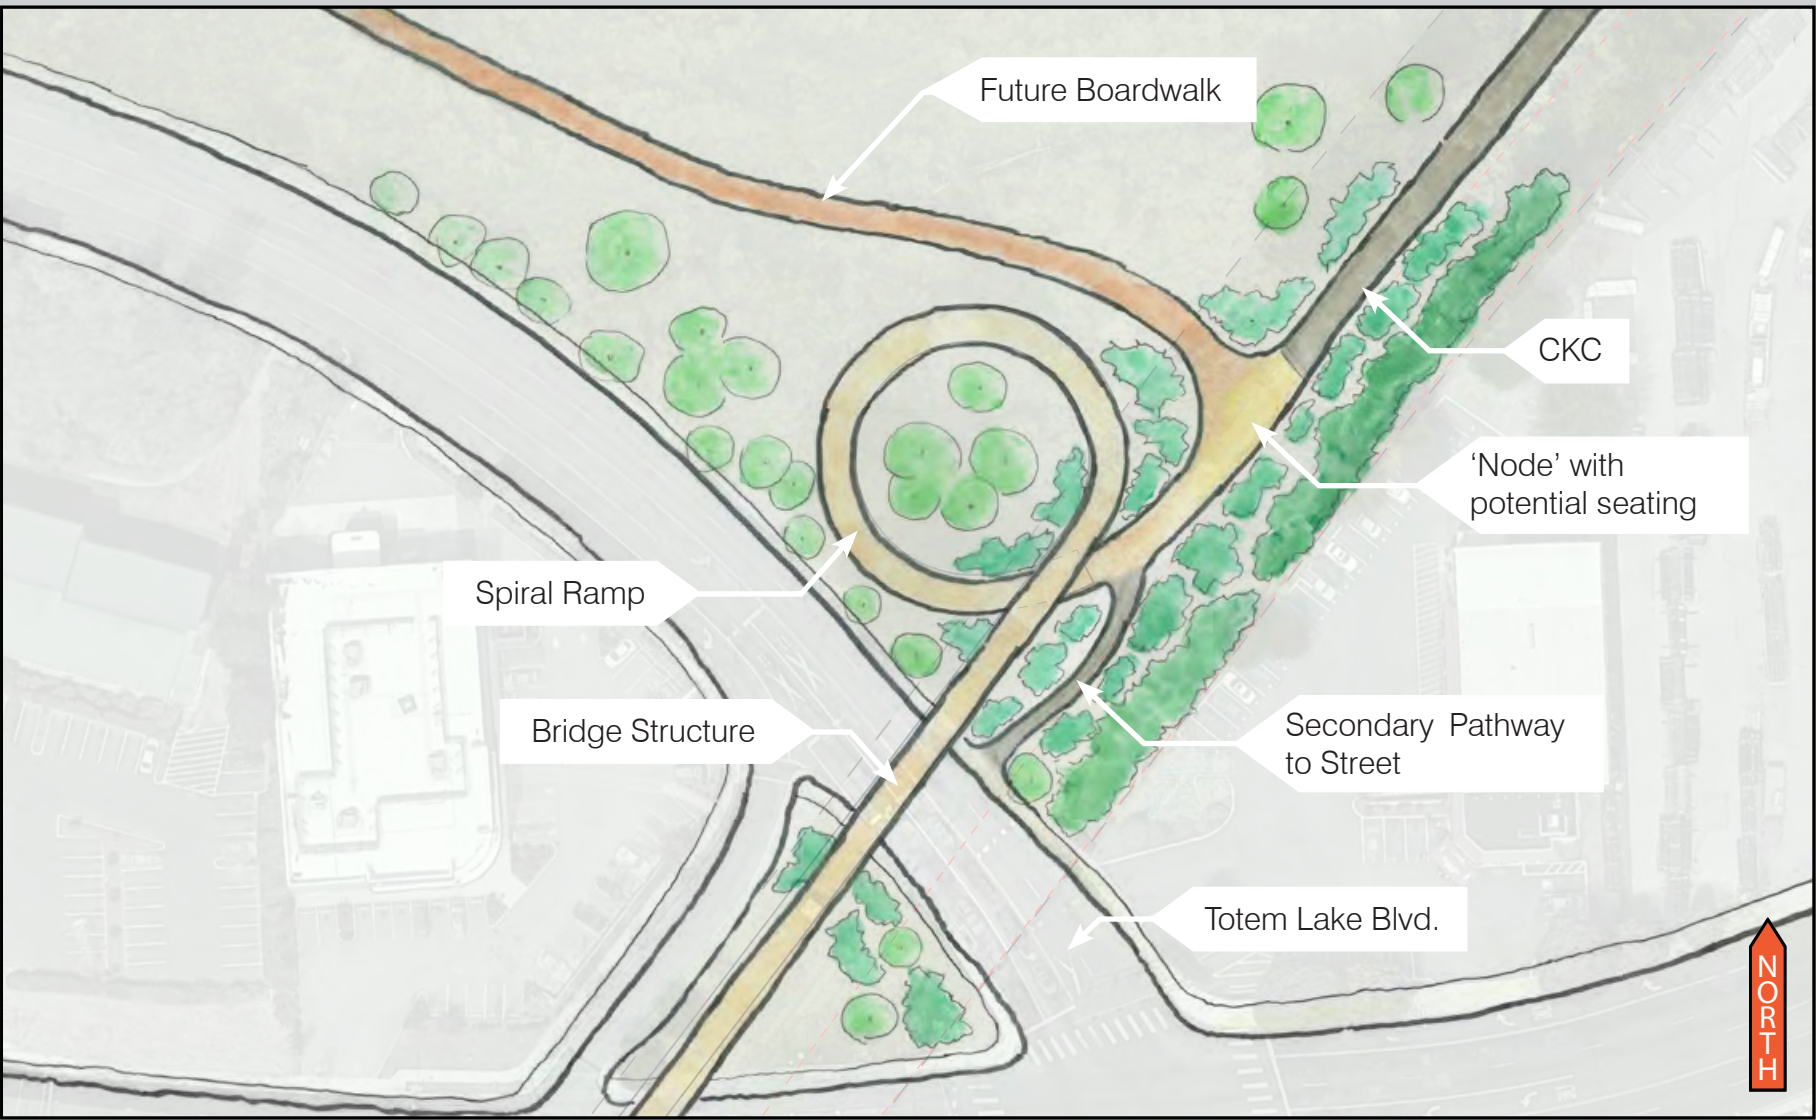 Future Boardwalk
CKC
‘Node’ with
potential seating
Spiral Ramp
Bridge Structure
Secondary Pathway
to Street
Totem Lake Blvd.
NORTH